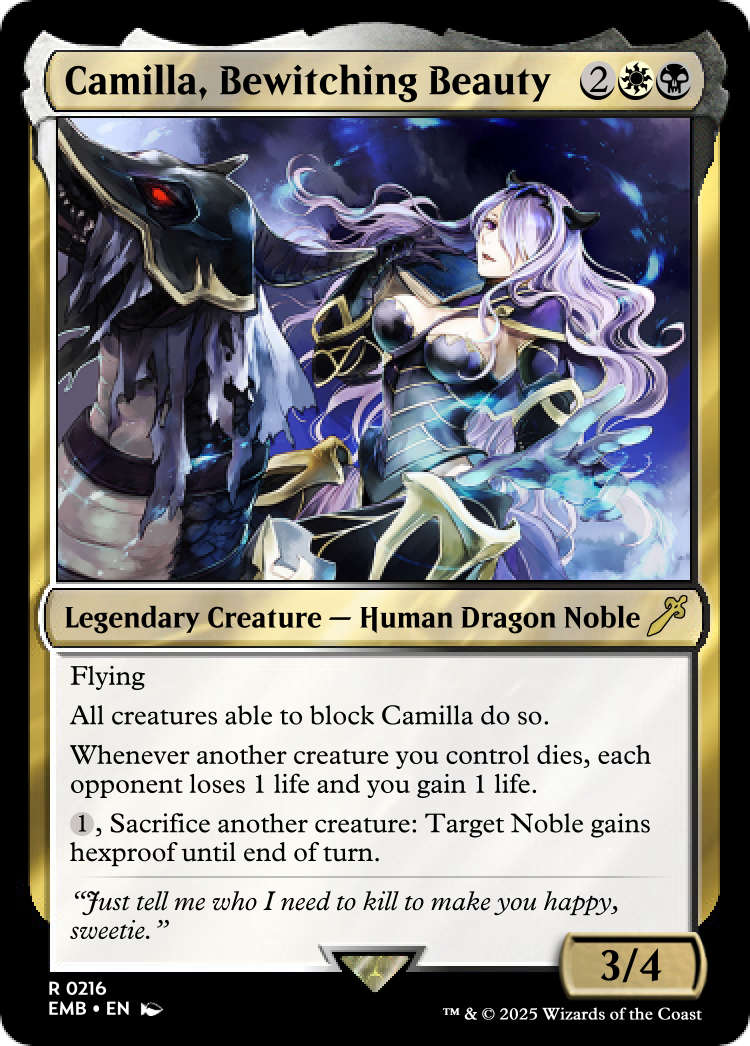 Camilla, Bewitching Beauty 2
Legendary Creature — Human Dragon Noble
Flying
All creatures able to block Camilla do so.
Whenever another creature you control dies, each
opponent loses 1 life and you gain 1 life.
1, Sacrifice another creature: Target Noble gains
hexproof until end of turn.
“Just tell me who I need to kill to make you happy,
sweetie.”
3/4
R 0216
EMB • EN
™ & © 2025 Wizards of the Coast